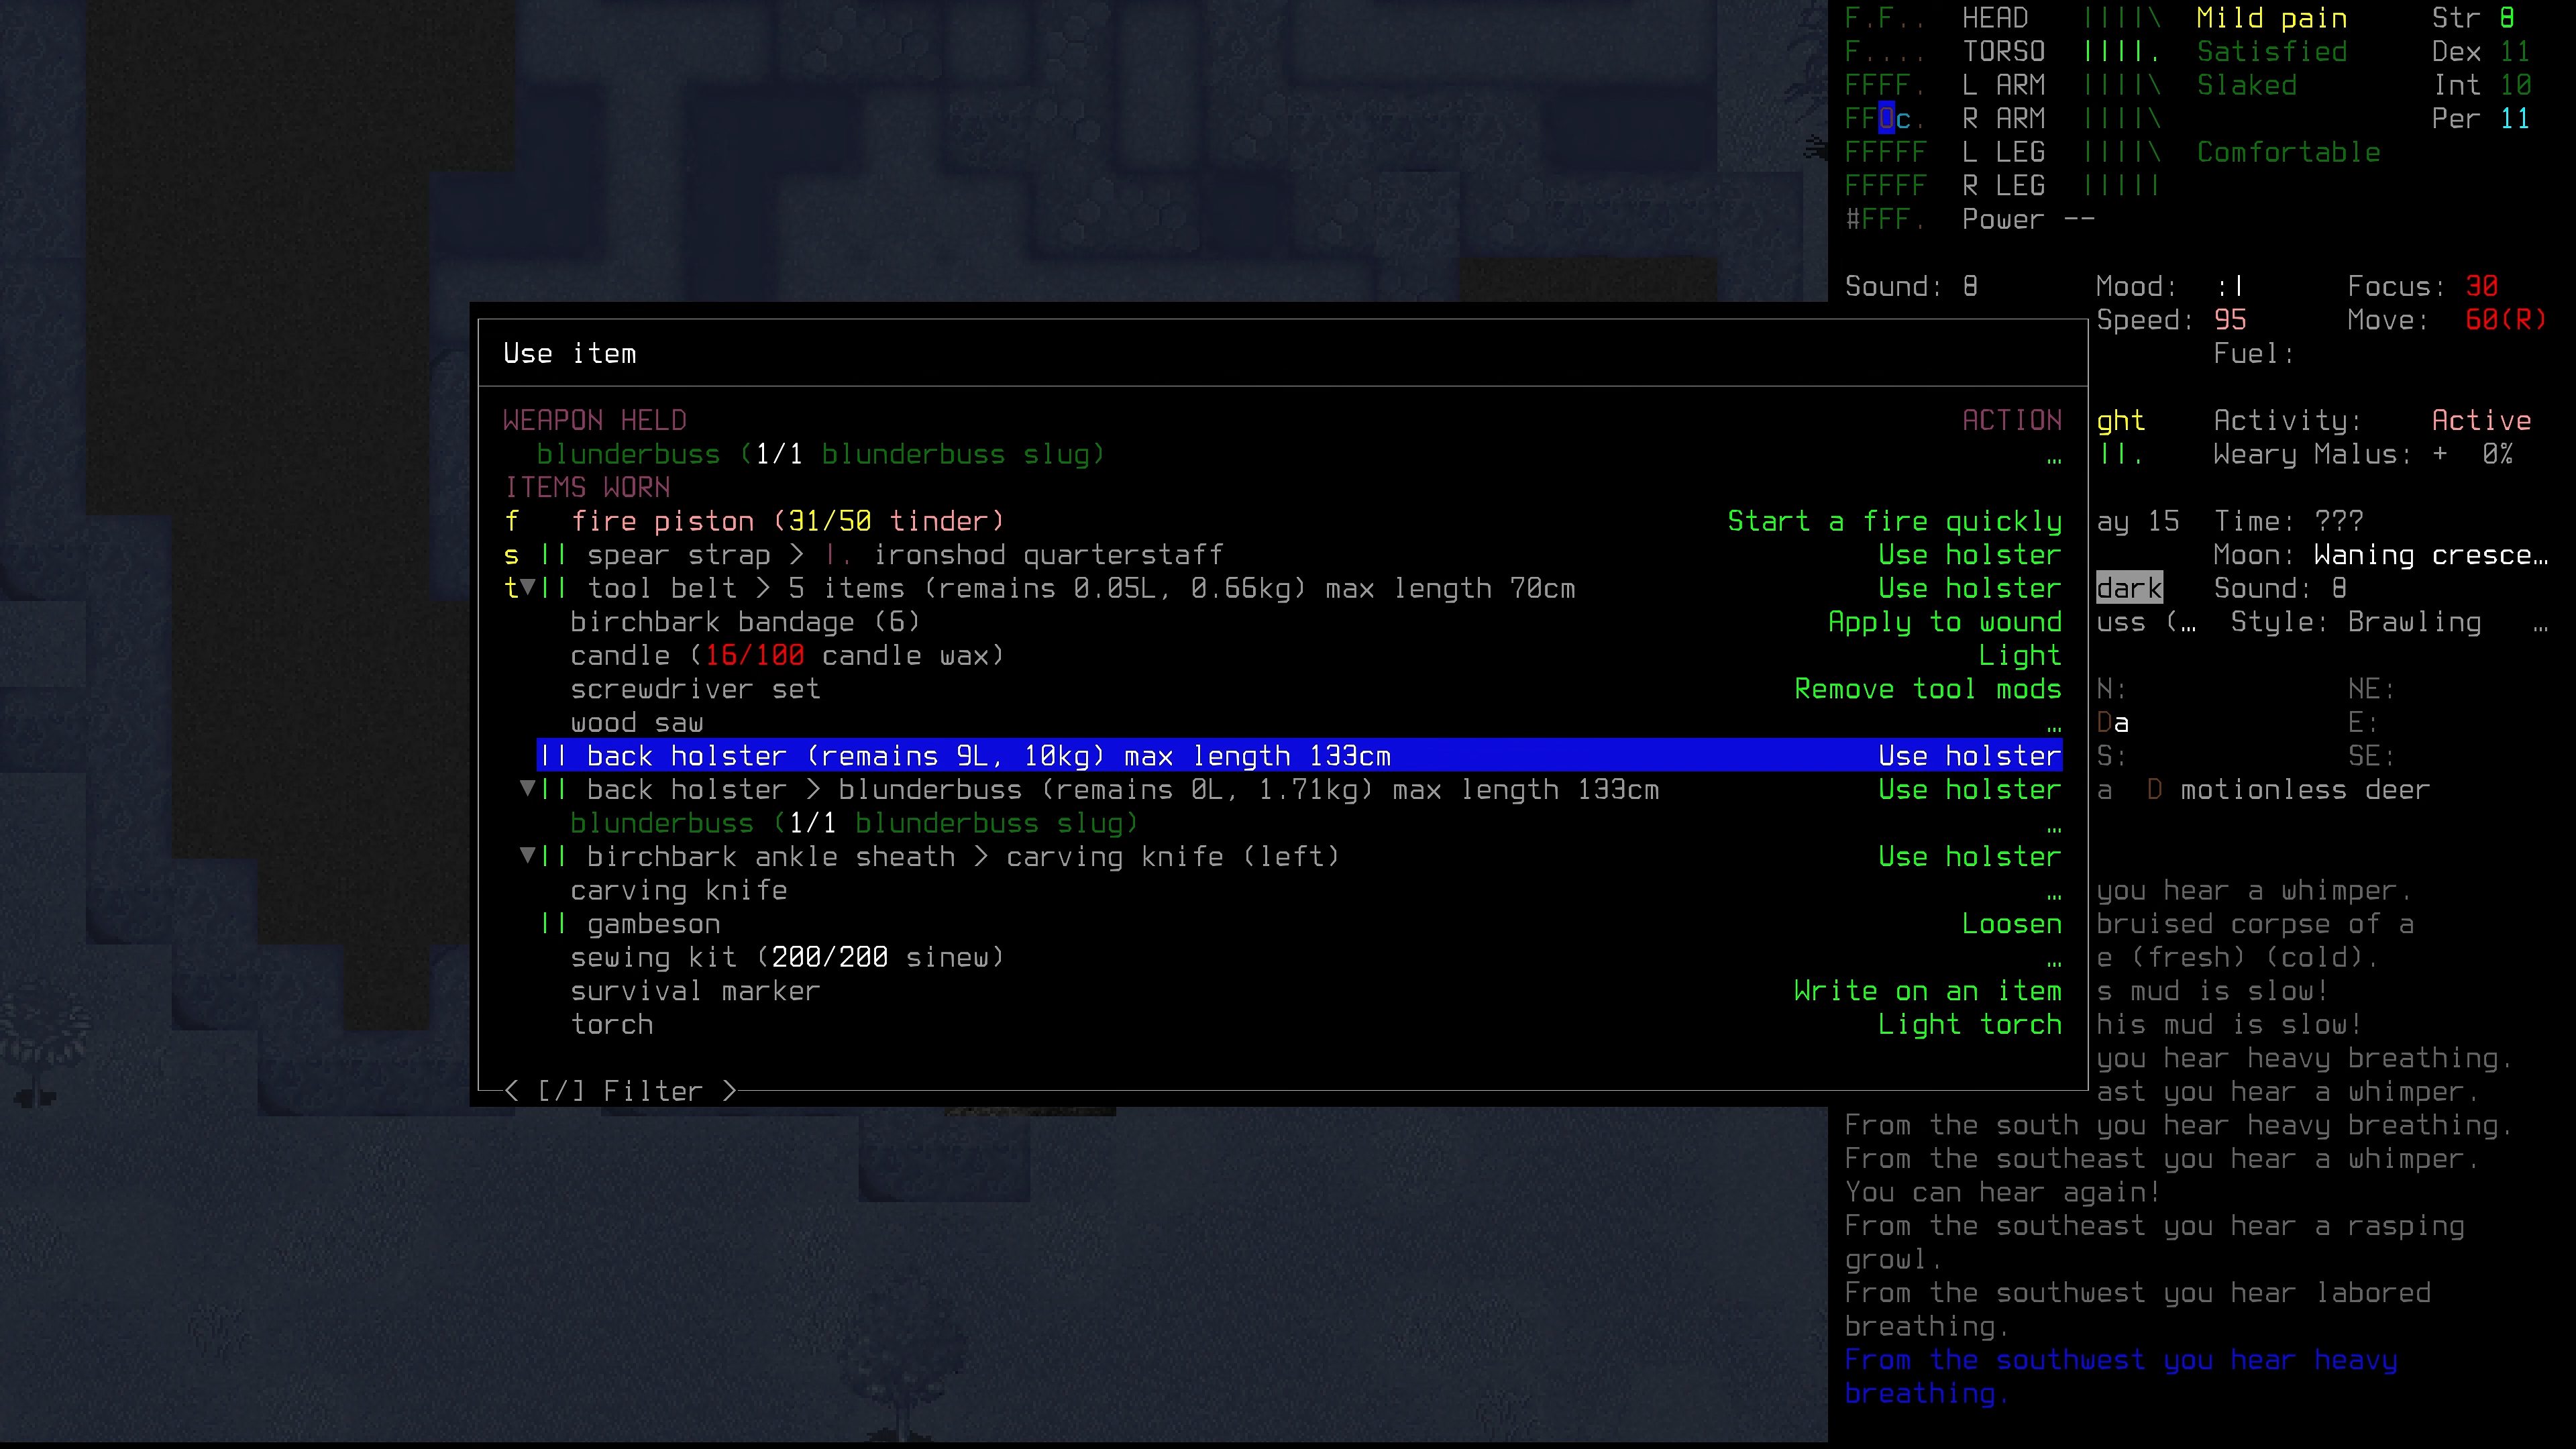 F.F.. HEAD ||||\ Mild pain Str 8
F.... TORSO ||||. Satisfied Dex 11
FFFF. L ARM ||||\ Slaked Int 10
FFOc. R ARM ||||\ Per 11
FFFFF L LEG ||||\ Comfortable
FFFFF R LEG |||||
#FFF. Power --
Sound: 8 Mood: :| Focus: 30
Speed: 95 Move: 60(R)
Use item Fuel:
WEAPON HELD ACTION ght Activity: Active
blunderbuss (1/1 blunderbuss slug) … ||. Weary Malus: + 0%
ITEMS WORN
f fire piston (31/50 tinder) Start a fire quickly ay 15 Time: ???
s || spear strap > |. ironshod quarterstaff Use holster Moon: Waning cresce…
t▼|| tool belt > 5 items (remains 0.05L, 0.66kg) max length 70cm Use holster dark Sound: 8
birchbark bandage (6) Apply to wound uss (… Style: Brawling …
candle (16/100 candle wax) Light
screwdriver set Remove tool mods N: NE:
wood saw … Da E:
|| back holster (remains 9L, 10kg) max length 133cm Use holster S: SE:
▼|| back holster > blunderbuss (remains 0L, 1.71kg) max length 133cm Use holster a D motionless deer
blunderbuss (1/1 blunderbuss slug) …
▼|| birchbark ankle sheath > carving knife (left) Use holster
carving knife … you hear a whimper.
|| gambeson Loosen bruised corpse of a
sewing kit (200/200 sinew) … e (fresh) (cold).
survival marker Write on an item s mud is slow!
torch Light torch his mud is slow!
you hear heavy breathing.
< [/] Filter > ast you hear a whimper.
From the south you hear heavy breathing.
From the southeast you hear a whimper.
You can hear again!
From the southeast you hear a rasping
growl.
From the southwest you hear labored
breathing.
From the southwest you hear heavy
breathing.